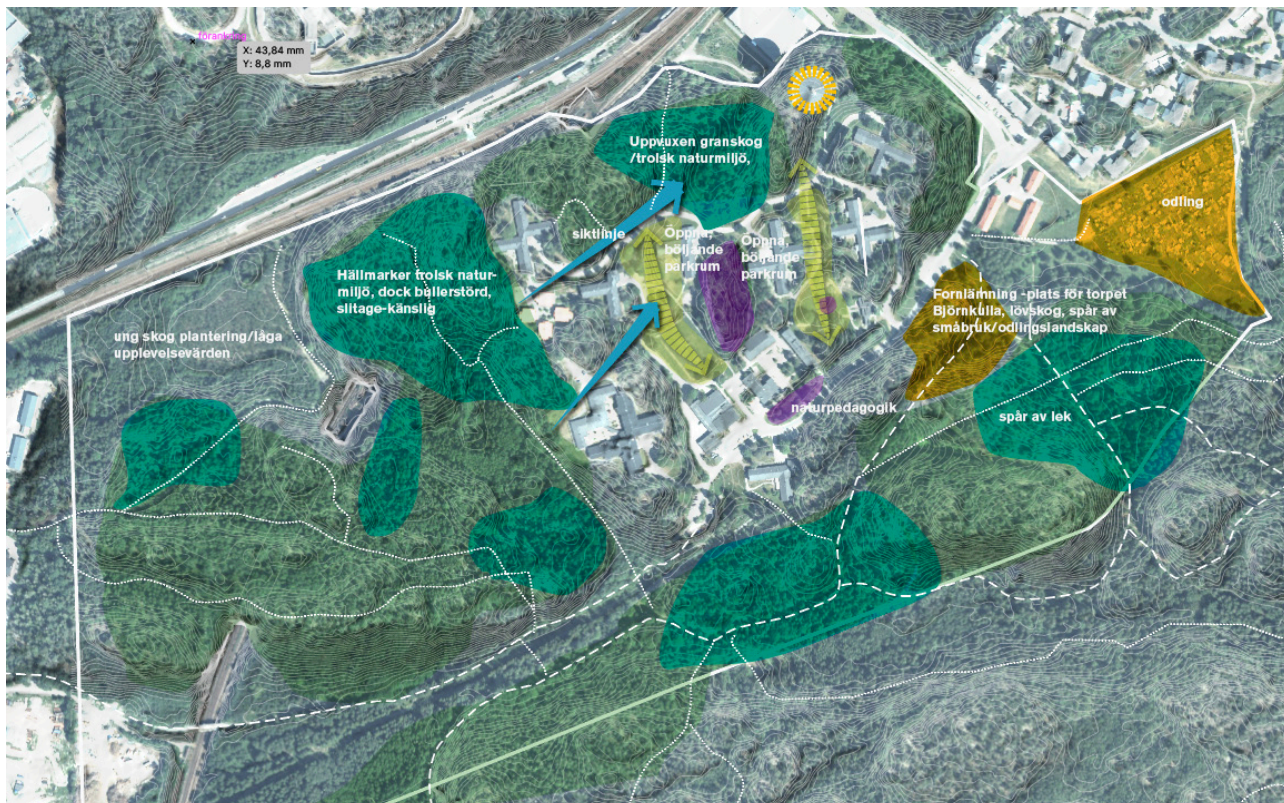 förankring
X: 43,84 mm
Y: 8,8 mm
Uppvuxen granskog
/trolsk naturmiljö,
odling
siktlinje
Öppna,
böljande
parkrum
Öppna,
böljande
parkrum
Hällmarker trolsk natur-
miljö, dock bullerstörd,
slitage-känslig
Fornlämning -plats för torpet
Björnkulla, lövskog, spår av
småbruk/odlingslandskap
ung skog plantering/låga
upplevelsevärden
naturpedagogik
spår av lek